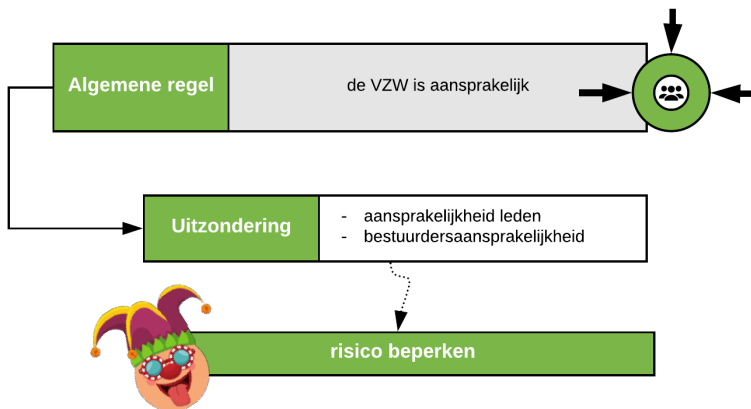 Algemene regel
de VZW is aansprakelijk
Uitzondering
- aansprakelijkheid leden
- bestuurdersaansprakelijkheid
risico beperken